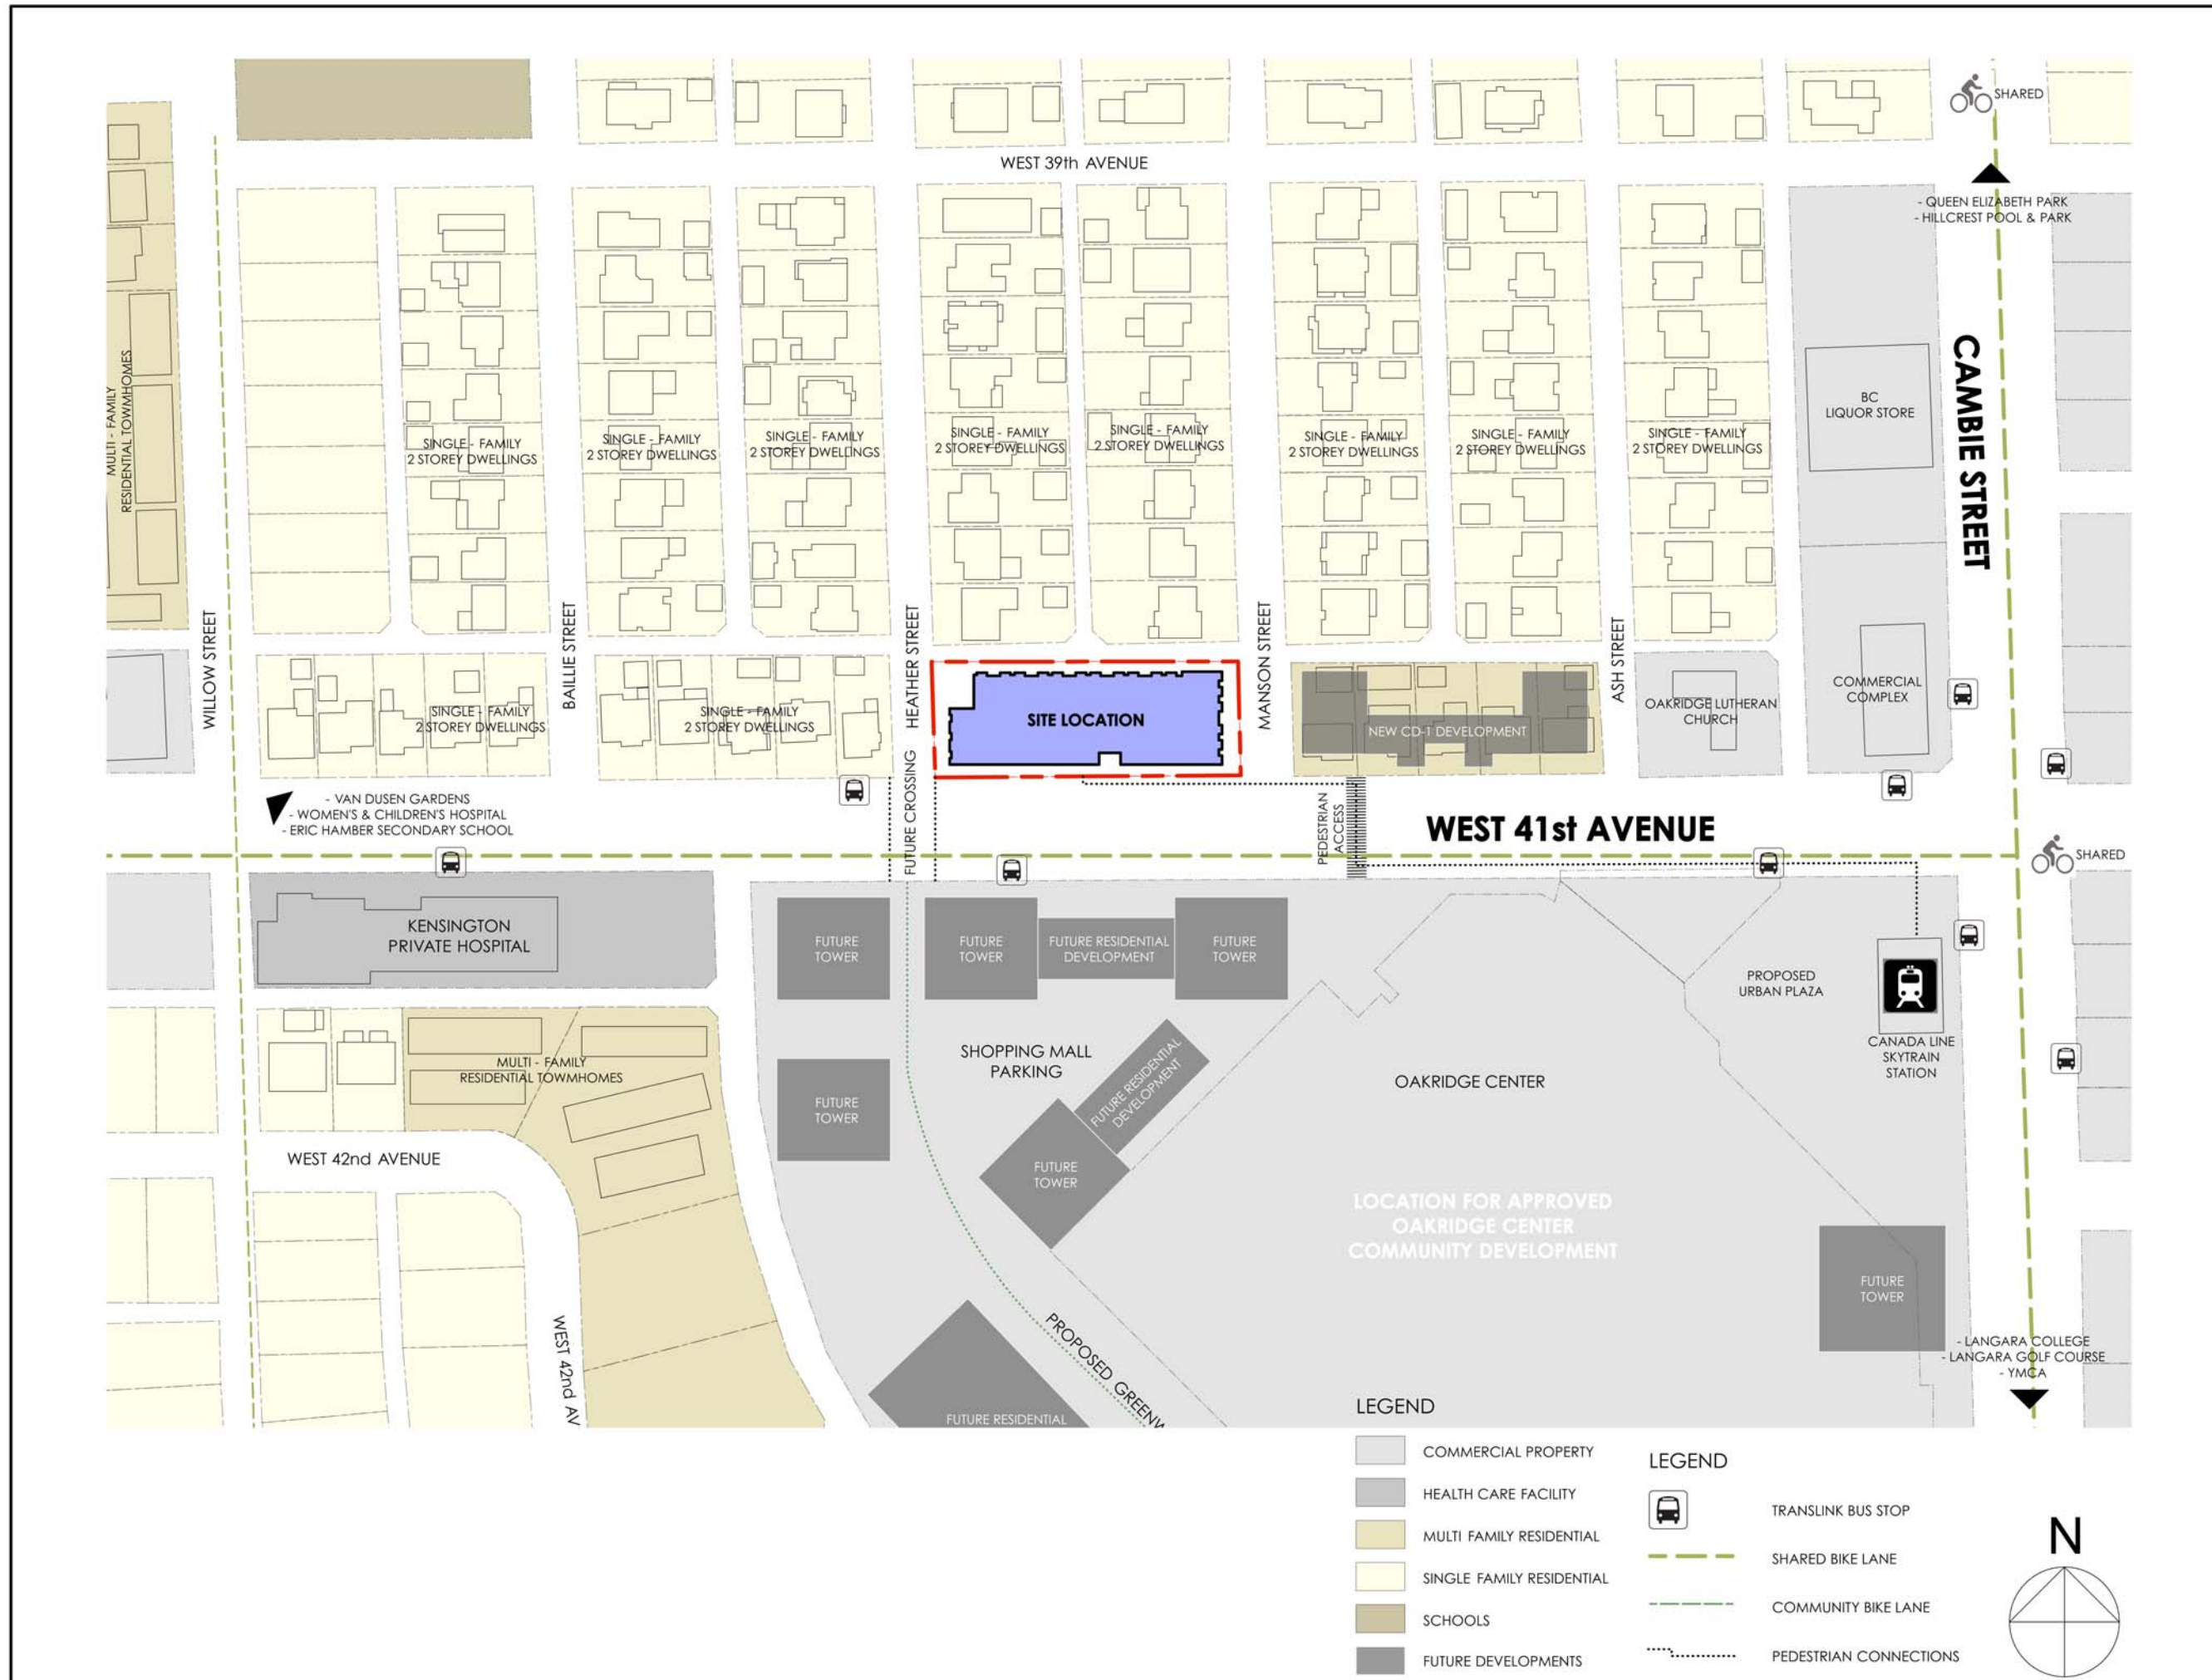 SHARED
WEST 39th AVENUE
- QUEEN ELIZABETH PARK
- HILLCREST POOL & PARK
MULTI - FAMILY
RESIDENTIAL TOWMHOMES
CAMBIE STREET
BC
LIQUOR STORE
SINGLE - FAMILY
2 STOREY DWELLINGS
SINGLE - FAMILY
2 STOREY DWELLINGS
SINGLE - FAMILY
2 STOREY DWELLINGS
SINGLE - FAMILY
2 STOREY DWELLINGS
SINGLE - FAMILY
2 STOREY DWELLINGS
SINGLE - FAMILY
2 STOREY DWELLINGS
SINGLE - FAMILY
2 STOREY DWELLINGS
SINGLE - FAMILY
2 STOREY DWELLINGS
WILLOW STREET
BAILLIE STREET
HEATHER STREET
MANSON STREET
ASH STREET
SINGLE - FAMILY
2 STOREY DWELLINGS
SINGLE - FAMILY
2 STOREY DWELLINGS
SITE LOCATION
NEW CD-1 DEVELOPMENT
OAKRIDGE LUTHERAN
CHURCH
COMMERCIAL
COMPLEX
- VAN DUSEN GARDENS
- WOMEN'S & CHILDREN'S HOSPITAL
- ERIC HAMBER SECONDARY SCHOOL
FUTURE CROSSING
PEDESTRIAN
ACCESS
WEST 41st AVENUE
SHARED
KENSINGTON
PRIVATE HOSPITAL
FUTURE
TOWER
FUTURE
TOWER
FUTURE RESIDENTIAL
DEVELOPMENT
FUTURE
TOWER
PROPOSED
URBAN PLAZA
CANADA LINE
SKYTRAIN
STATION
MULTI - FAMILY
RESIDENTIAL TOWMHOMES
SHOPPING MALL
PARKING
FUTURE RESIDENTIAL
DEVELOPMENT
OAKRIDGE CENTER
FUTURE
TOWER
FUTURE
TOWER
WEST 42nd AVENUE
LOCATION FOR APPROVED
OAKRIDGE CENTER
COMMUNITY DEVELOPMENT
FUTURE
TOWER
WEST 42nd AV
PROPOSED GREENW
FUTURE RESIDENTIAL
- LANGARA COLLEGE
- LANGARA GOLF COURSE
- YMCA
LEGEND
COMMERCIAL PROPERTY
HEALTH CARE FACILITY
MULTI FAMILY RESIDENTIAL
SINGLE FAMILY RESIDENTIAL
SCHOOLS
FUTURE DEVELOPMENTS
LEGEND
TRANSLINK BUS STOP
SHARED BIKE LANE
COMMUNITY BIKE LANE
PEDESTRIAN CONNECTIONS
N